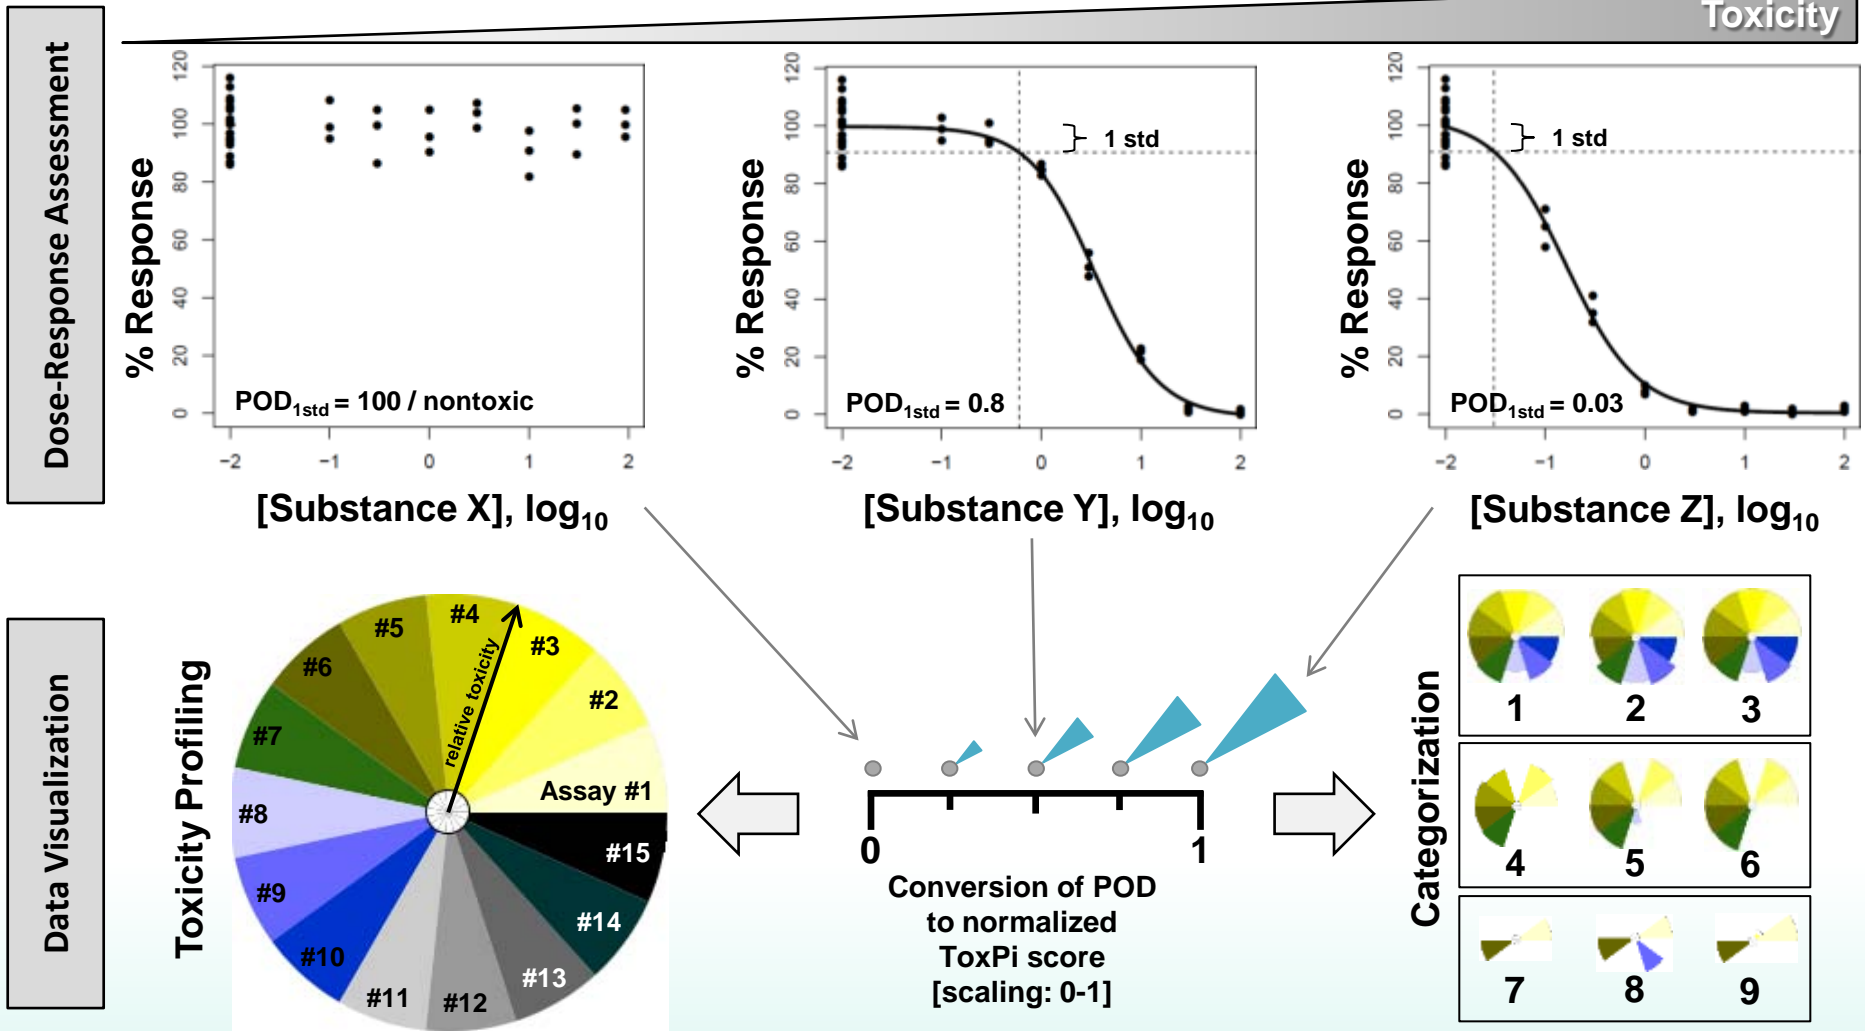 Toxicity
Dose-Response Assessment
% Response
120
100
80
60
40
20
0
POD1std = 100 / nontoxic
−2 −1 0 1 2
[Substance X], log10
% Response
120
100
80
60
40
20
0
1 std
POD1std = 0.8
−2 −1 0 1 2
[Substance Y], log10
% Response
120
100
80
60
40
20
0
1 std
POD1std = 0.03
−2 −1 0 1 2
[Substance Z], log10
Data Visualization
Toxicity Profiling
Assay #1
#2
#3
#4
#5
#6
#7
#8
#9
#10
#11
#12
#13
#14
#15
relative toxicity
0 1
Conversion of POD
to normalized
ToxPi score
[scaling: 0-1]
Categorization
1 2 3
4 5 6
7 8 9